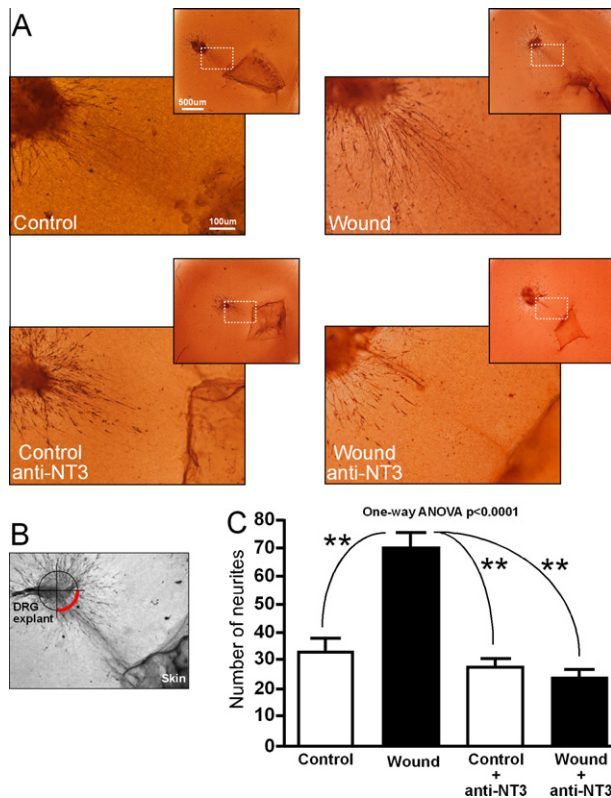 A
500um
Control
100um
Wound
Control
anti-NT3
Wound
anti-NT3
B
DRG
explant
Skin
C
One-way ANOVA p<0.0001
Number of neurites
80
70
60
50
40
30
20
10
0
**
**
**
Control
Wound
Control
+
anti-NT3
Wound
+
anti-NT3